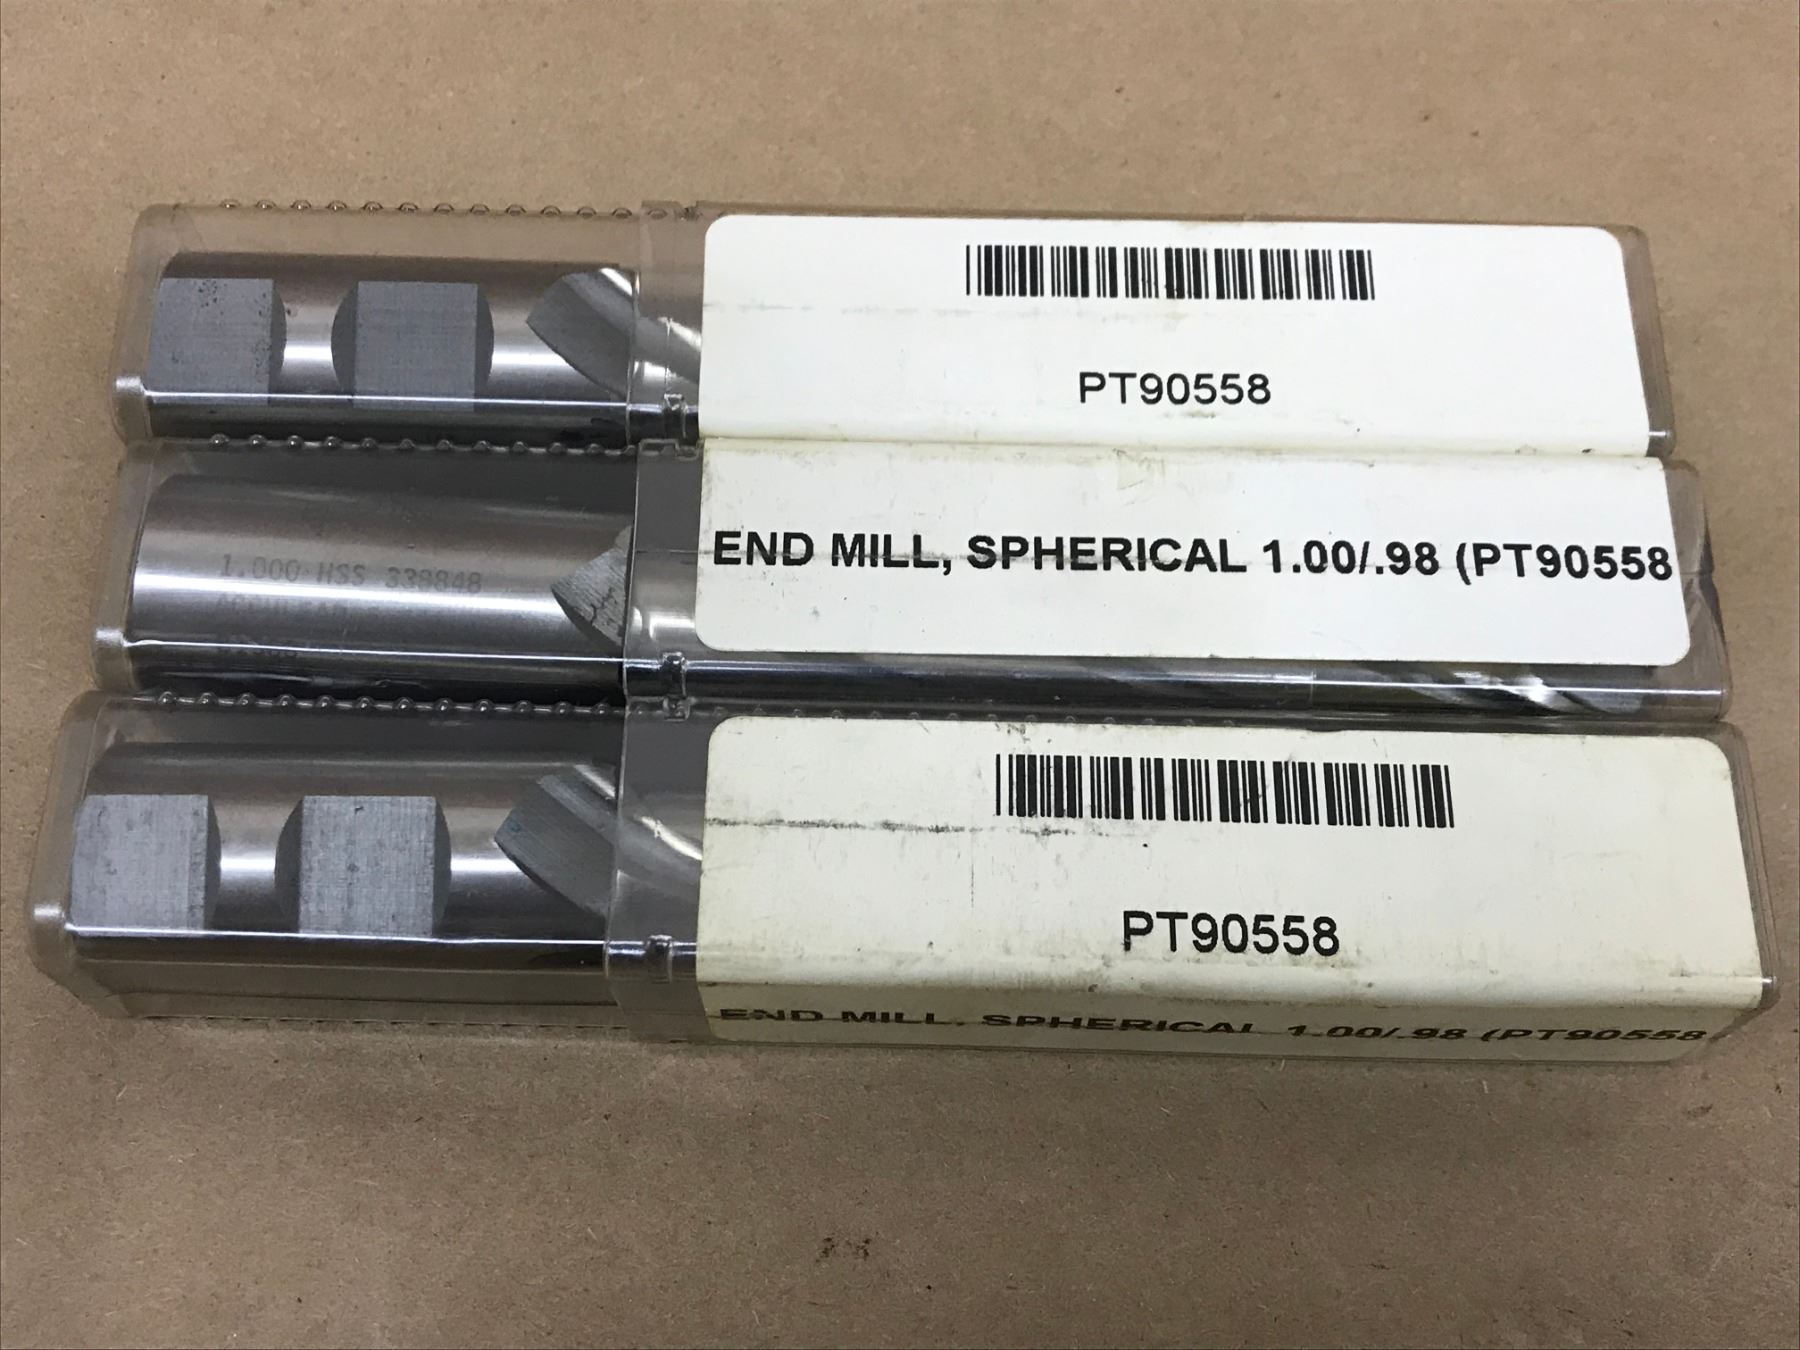 PT90558
END MILL, SPHERICAL 1.00/.98 (PT90558
1.000 HSS 338848
PT90558
END MILL, SPHERICAL 1.00/.98 (PT90558